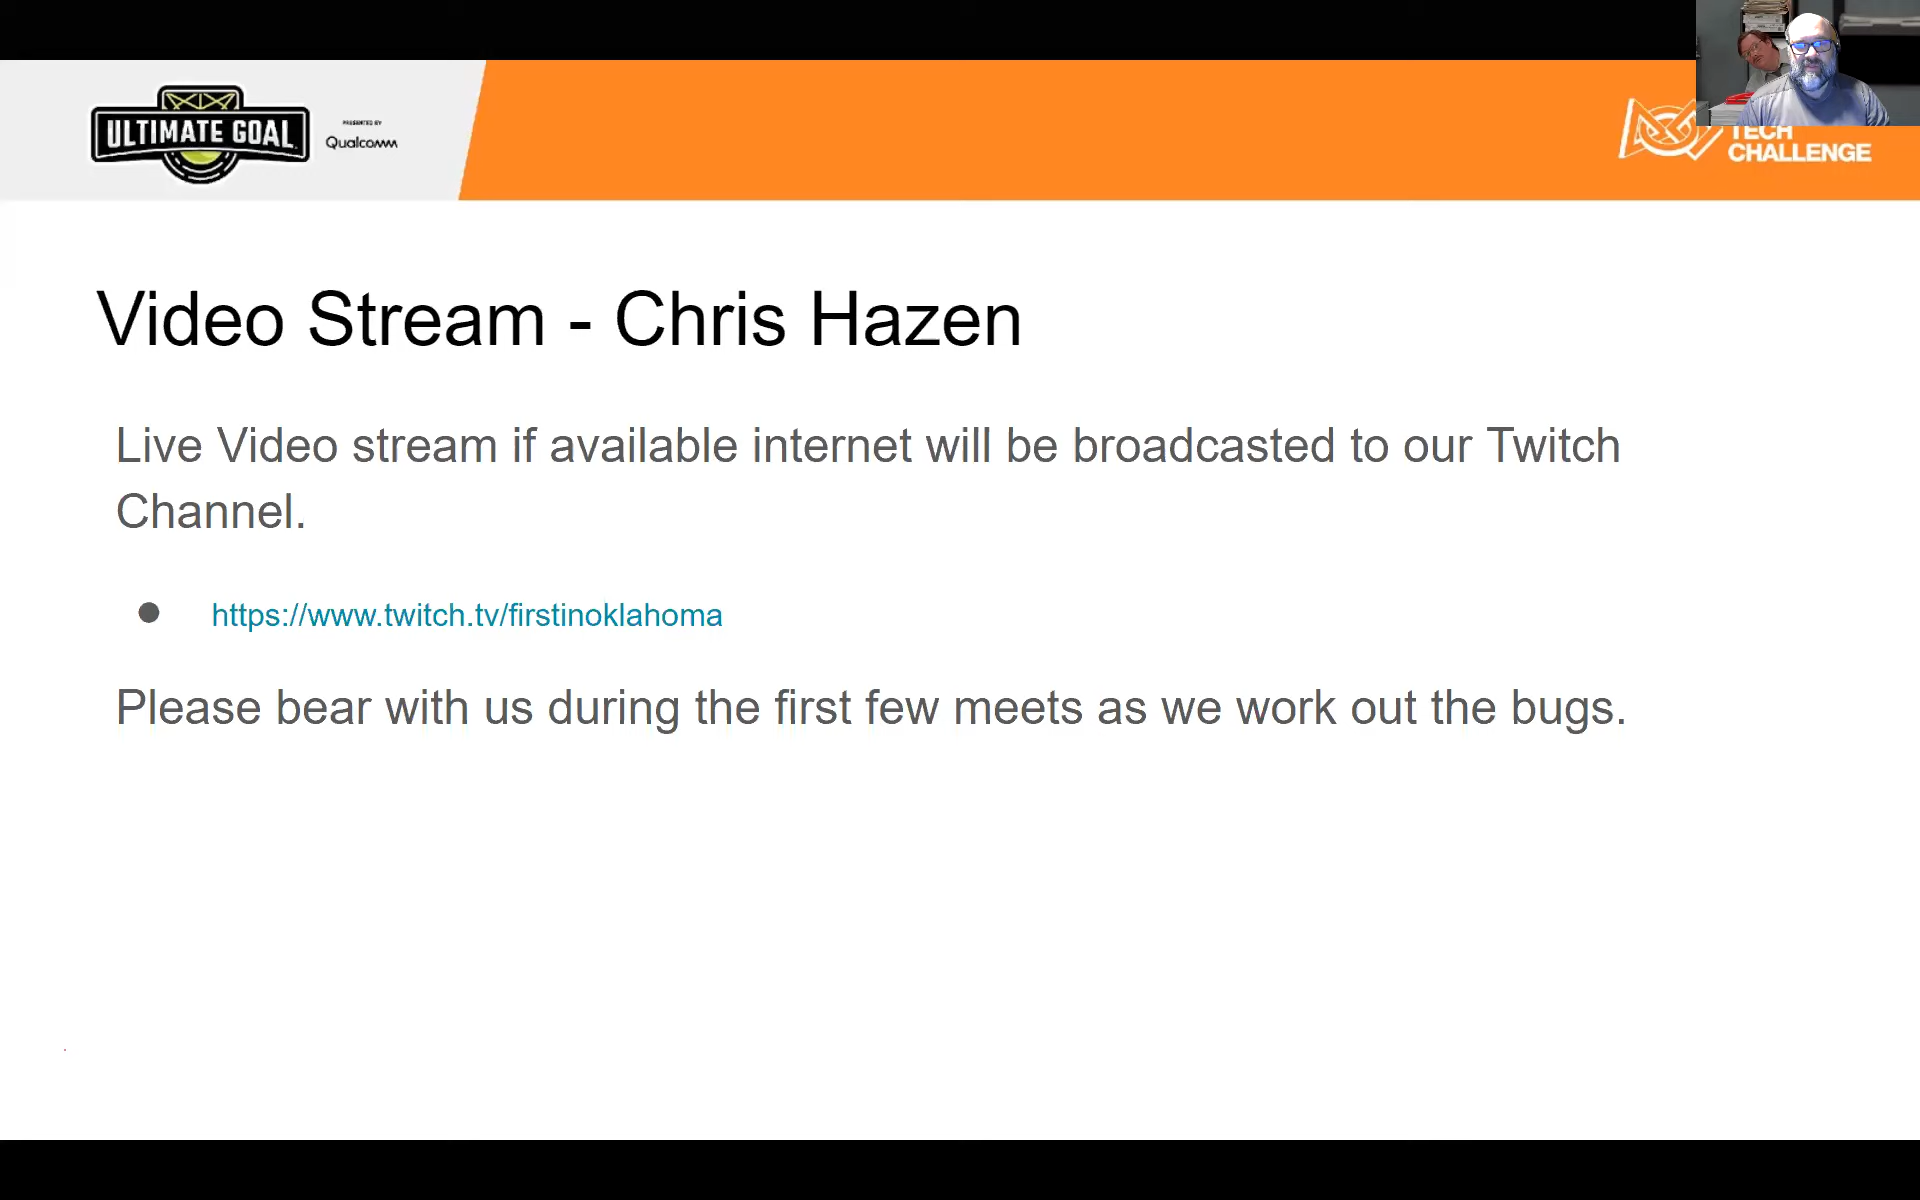 ULTIMATE GOAL
PRESENTED BY
Qualcomm
TECH
CHALLENGE
Video Stream - Chris Hazen
Live Video stream if available internet will be broadcasted to our Twitch
Channel.
https://www.twitch.tv/firstinoklahoma
Please bear with us during the first few meets as we work out the bugs.